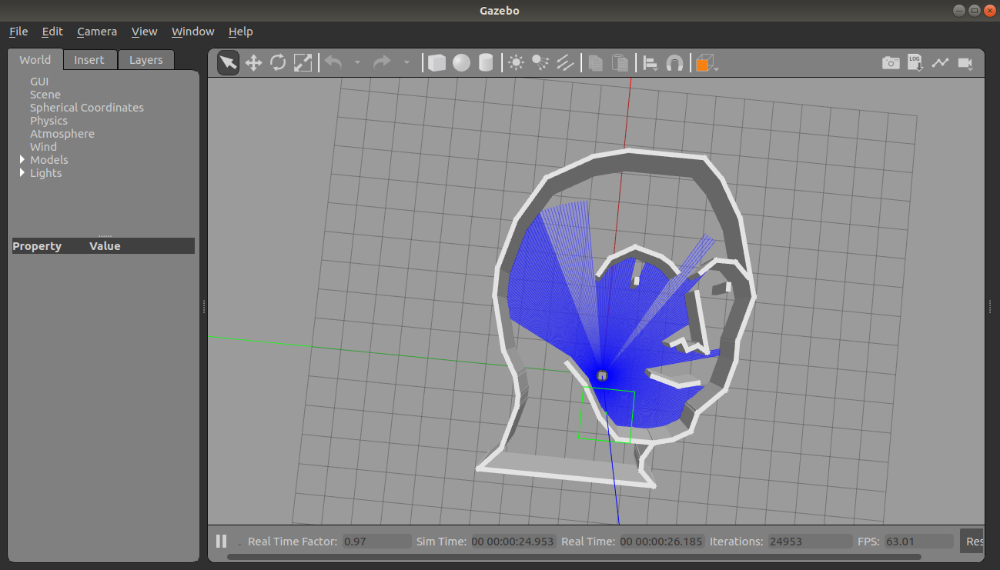 Gazebo
File Edit Camera View Window Help
World Insert Layers
LOG
GUI
Scene
Spherical Coordinates
Physics
Atmosphere
Wind
Models
Lights
Property Value
Real Time Factor: 0.97 Sim Time: 00 00:00:24.953 Real Time: 00 00:00:26.185 Iterations: 24953 FPS: 63.01 Res